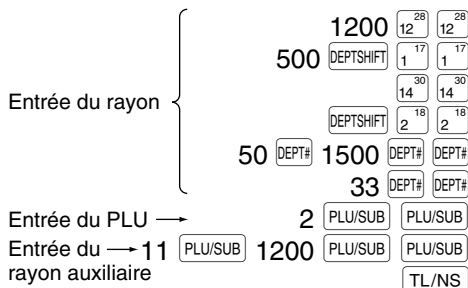 1200 12 28 12 28
500 DEPTSHIFT 1 17 1 17
14 30 14 30
Entrée du rayon
DEPTSHIFT 2 18 2 18
50 DEPT# 1500 DEPT# DEPT#
33 DEPT# DEPT#
Entrée du PLU → 2 PLU/SUB PLU/SUB
Entrée du → 11 PLU/SUB 1200 PLU/SUB PLU/SUB
rayon auxiliaire
TL/NS